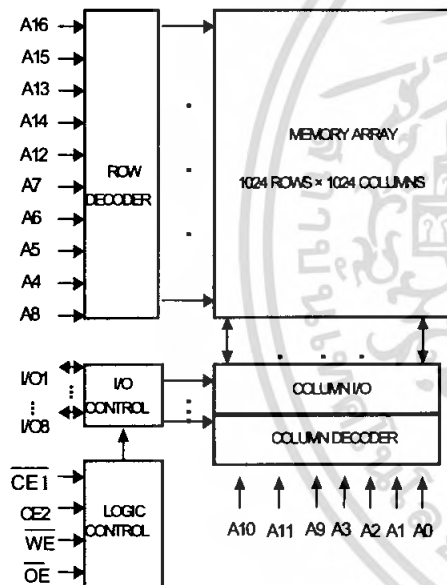 A16
A15
A13
A14
A12
A7
A6
A5
A4
A8
ROW
DECODER
MEMORY ARRAY
1024 ROWS × 1024 COLUMNS
I/O1
I/O8
I/O
CONTROL
COLUMN I/O
COLUMN DECODER
CE1
CE2
WE
OE
LOGIC
CONTROL
A10 A11 A9 A3 A2 A1 A0